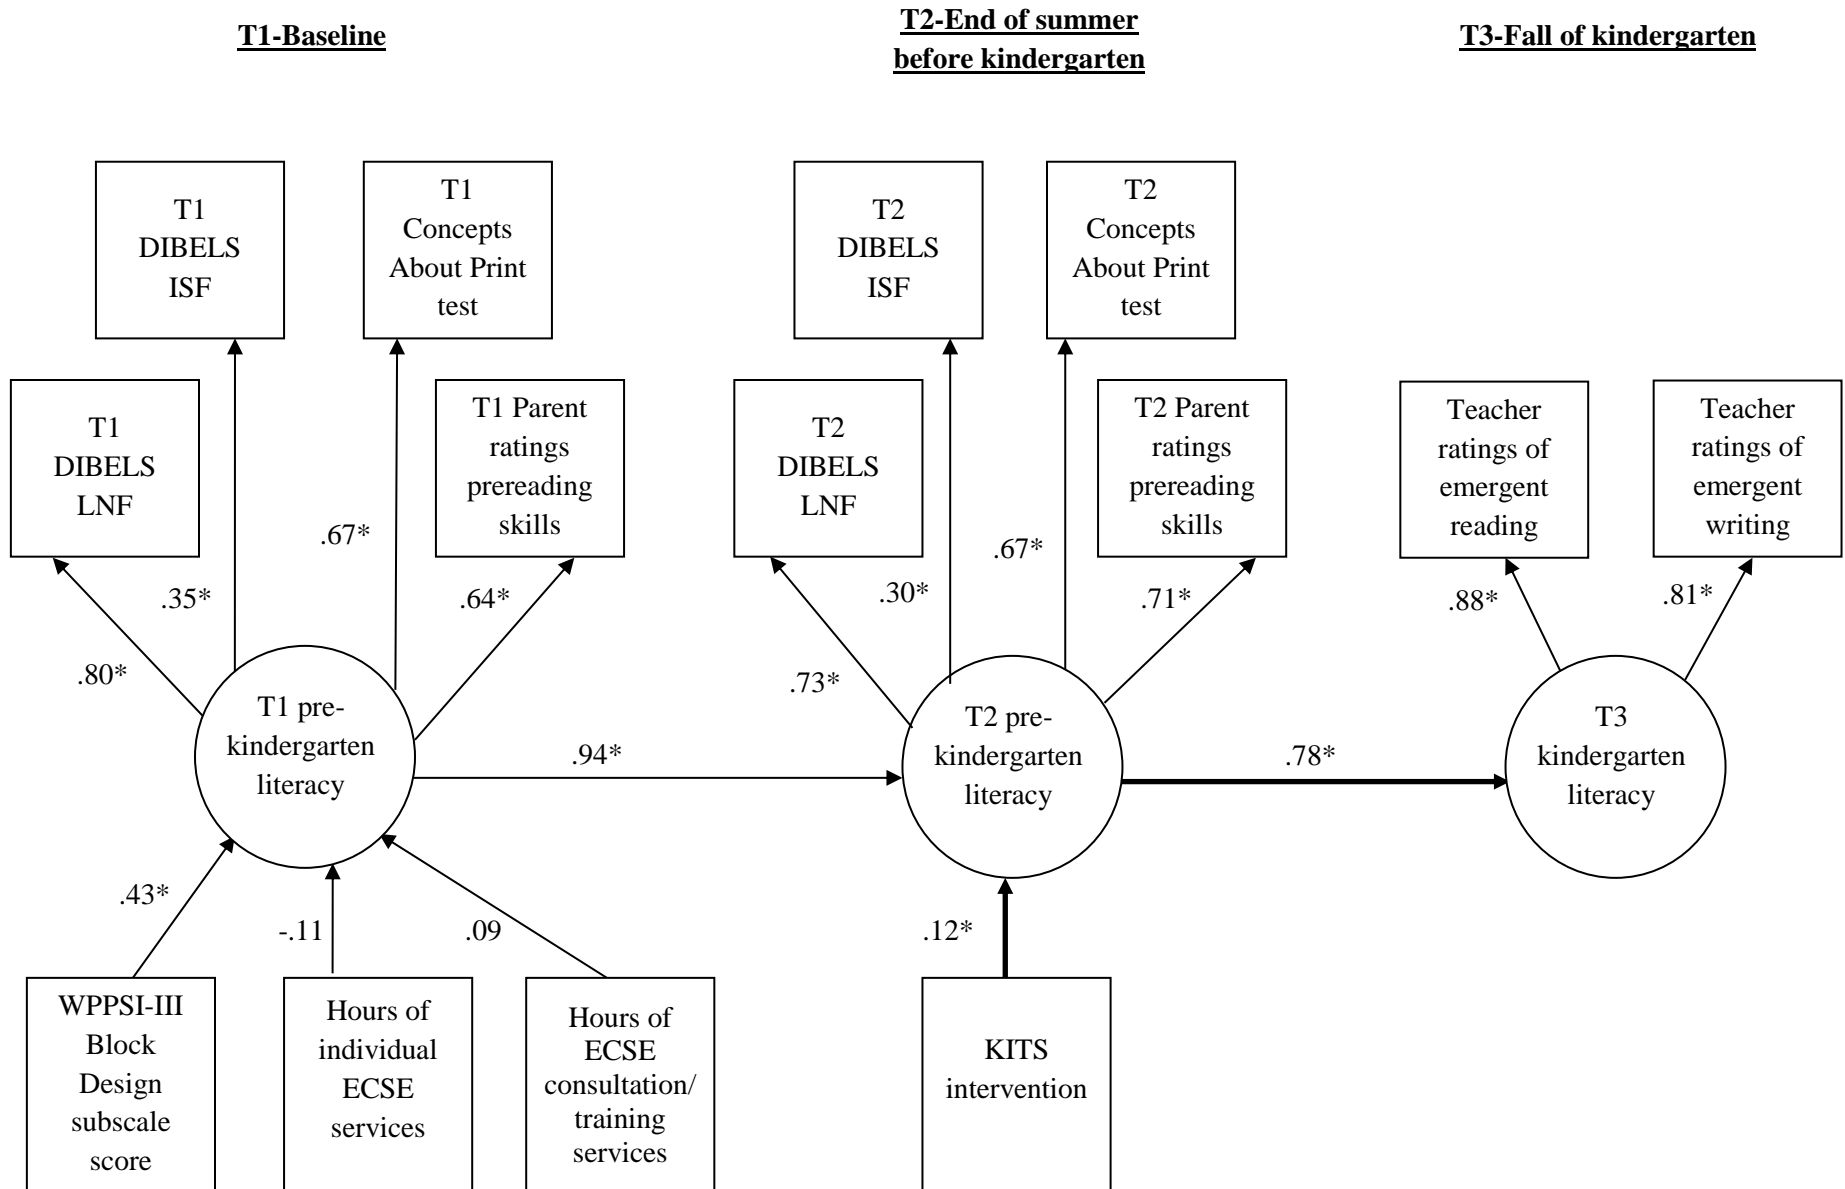 T1-Baseline
T2-End of summer
before kindergarten
T3-Fall of kindergarten
T1
DIBELS
ISF
T1
Concepts
About Print
test
T2
DIBELS
ISF
T2
Concepts
About Print
test
T1
DIBELS
LNF
T1 Parent
ratings
prereading
skills
T2
DIBELS
LNF
T2 Parent
ratings
prereading
skills
Teacher
ratings of
emergent
reading
Teacher
ratings of
emergent
writing
.80*
.35*
.67*
.64*
.73*
.30*
.67*
.71*
.88*
.81*
T1 pre-
kindergarten
literacy
.94*
T2 pre-
kindergarten
literacy
.78*
T3
kindergarten
literacy
.43*
-.11
.09
.12*
WPPSI-III
Block
Design
subscale
score
Hours of
individual
ECSE
services
Hours of
ECSE
consultation/
training
services
KITS
intervention